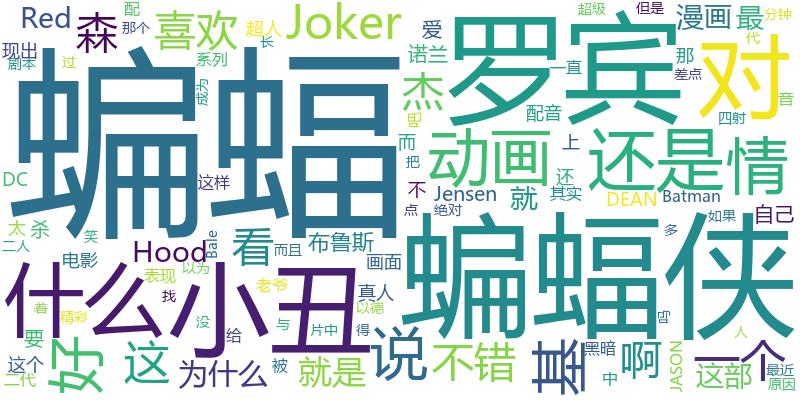 Red
森
配
那个
喜欢
超人
长
系列
Joker
爱
诺兰
超级
但是
漫画
最
分钟
代
现出
剧本
过
成为
杰
一直
配音
罗宾
那
差点
四射
对
音
蝙蝠
吧
而
把
动画
还是
情
上
还
DC
这样
不
点
Jensen
绝对
就
其实
DEAN
Batman
如果
自己
太
杀
二人
笑
Hood
Bale
看
而且
布鲁斯
多
电影
画面
蝙蝠侠
什么
小丑
表现
以为
找
老爷
真人
吗
人
着
精彩
没
给
与
片中
以德
得
说
黑暗
要
好
这
为什么
被
就是
不错
基
啊
中
JASON
一个
这部
最近
原因
这个
二代